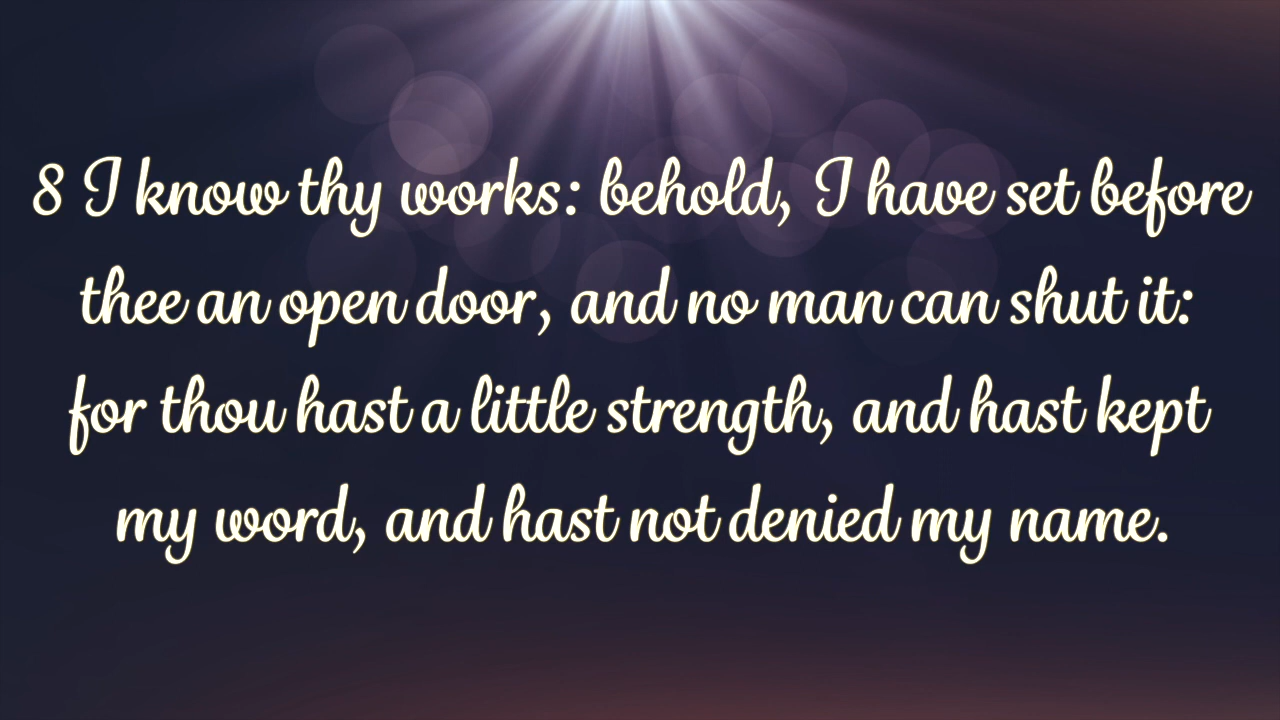 8 I know thy works: behold, I have set before
thee an open door, and no man can shut it:
for thou hast a little strength, and hast kept
my word, and hast not denied my name.